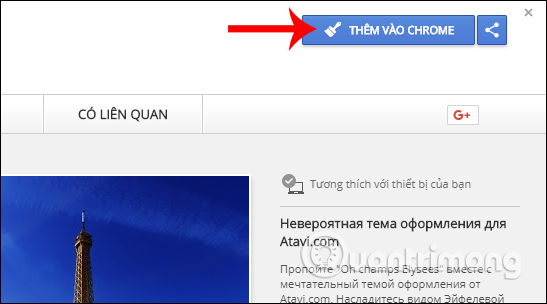 THÊM VÀO CHROME
CÓ LIÊN QUAN
G+
Tương thích với thiết bị của bạn
Невероятная тема оформления для
Atavi.com
Quantrimang
Пропойте "Oh champs Elysees" вместе с
мечтательный темой оформления от
Atavi.com. Насладитесь видом Эйфелевой